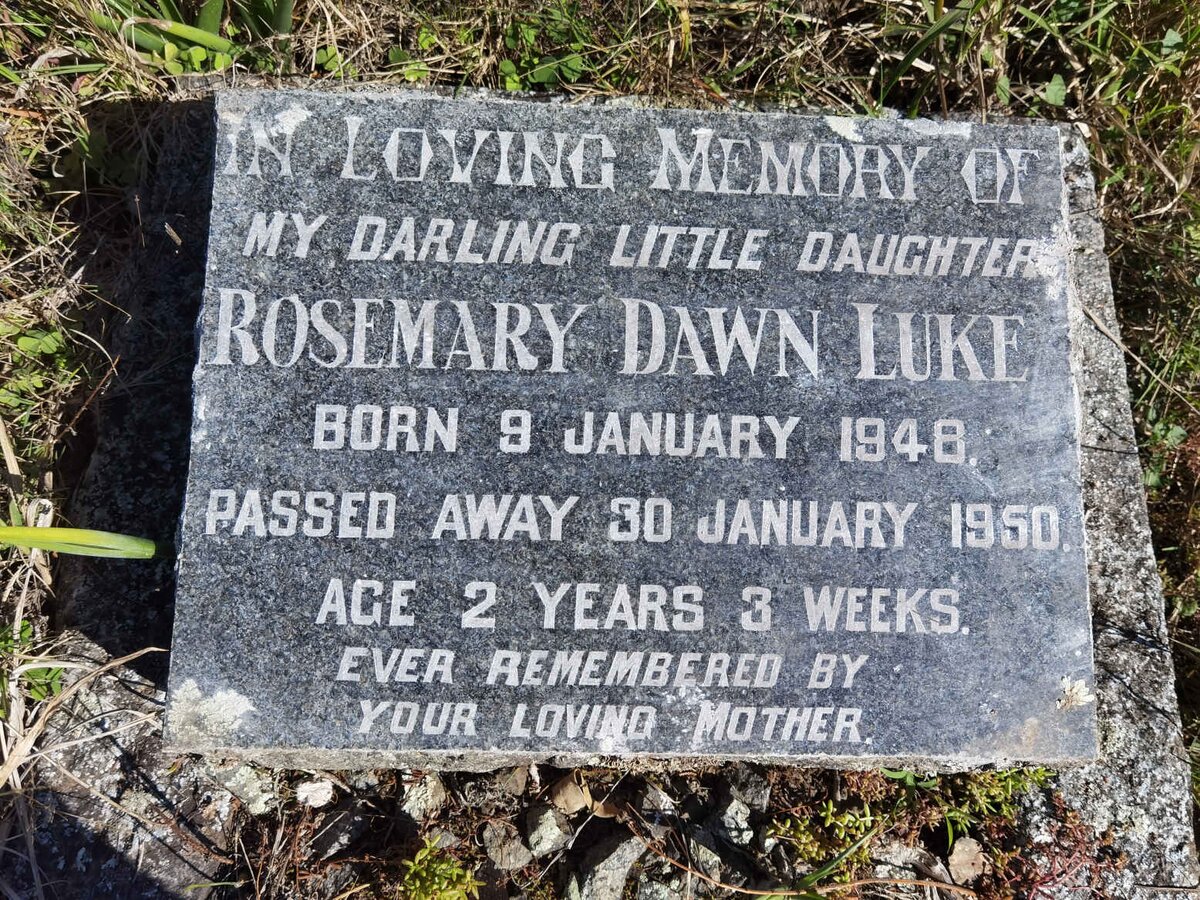 IN LOVING MEMORY OF
MY DARLING LITTLE DAUGHTER
ROSEMARY DAWN LUKE
BORN 9 JANUARY 1948.
PASSED AWAY 30 JANUARY 1950.
AGE 2 YEARS 3 WEEKS.
EVER REMEMBERED BY
YOUR LOVING MOTHER.